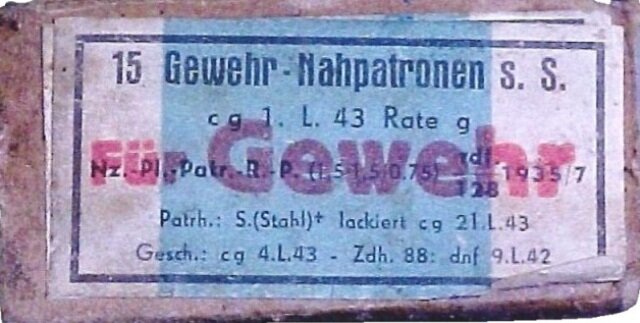 15 Gewehr-Nahpatronen s. S.
cg 1. L. 43 Rate g
Für Gewehr
Nz.-Pl.-Patr.-R.-P. (1,5·1,5/0,75) rdf. 128 1935/7
Patrh.: S.(Stahl)+ lackiert cg 21.L.43
Gesch.: cg 4.L.43 - Zdh. 88: dnf 9.L.42